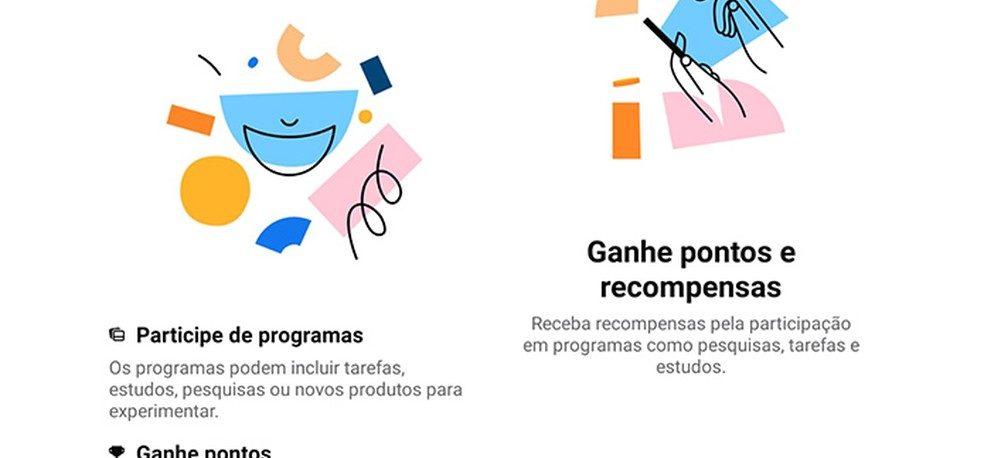 Participe de programas
Os programas podem incluir tarefas,
estudos, pesquisas ou novos produtos para
experimentar.
Ganhe pontos
Ganhe pontos e
recompensas
Receba recompensas pela participação
em programas como pesquisas, tarefas e
estudos.